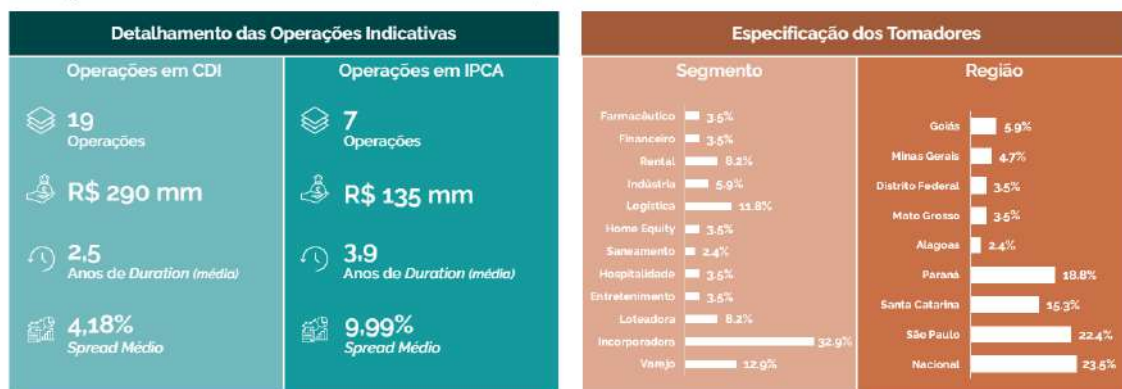 Detalhamento das Operações Indicativas
Operações em CDI
19
Operações
R$ 290 mm
2,5
Anos de Duration (média)
4,18%
Spread Médio
Operações em IPCA
7
Operações
R$ 135 mm
3,9
Anos de Duration (média)
9,99%
Spread Médio
Especificação dos Tomadores
Segmento
Farmacêutico 3.5%
Financeiro 3.5%
Rental 8.2%
Indústria 5.9%
Logística 11.8%
Home Equity 3.5%
Saneamento 2.4%
Hospitalidade 3.5%
Entretenimento 3.5%
Loteadora 8.2%
Incorporadora 32.9%
Varejo 12.9%
Região
Goiás 5.9%
Minas Gerais 4.7%
Distrito Federal 3.5%
Mato Grosso 3.5%
Alagoas 2.4%
Paraná 18.8%
Santa Catarina 15.3%
São Paulo 22.4%
Nacional 23.5%